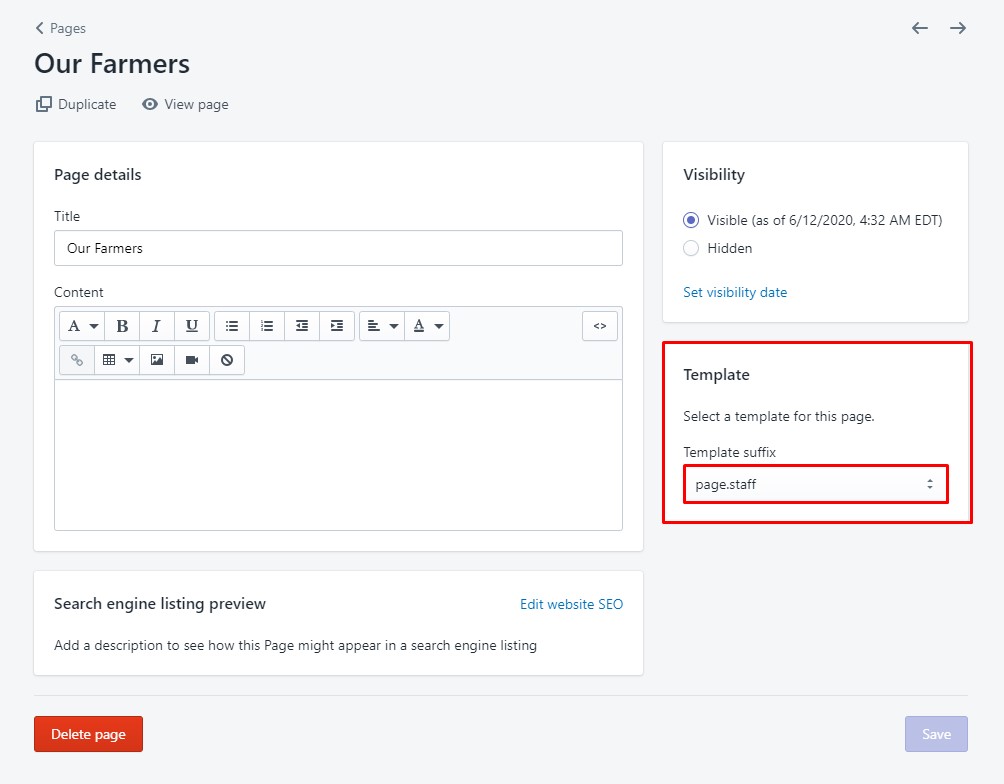 Pages
Our Farmers
Duplicate View page
Page details
Title
Our Farmers
Content
A B I U A <>
Visibility
Visible (as of 6/12/2020, 4:32 AM EDT)
Hidden
Set visibility date
Template
Select a template for this page.
Template suffix
page.staff
Search engine listing preview Edit website SEO
Add a description to see how this Page might appear in a search engine listing
Delete page Save